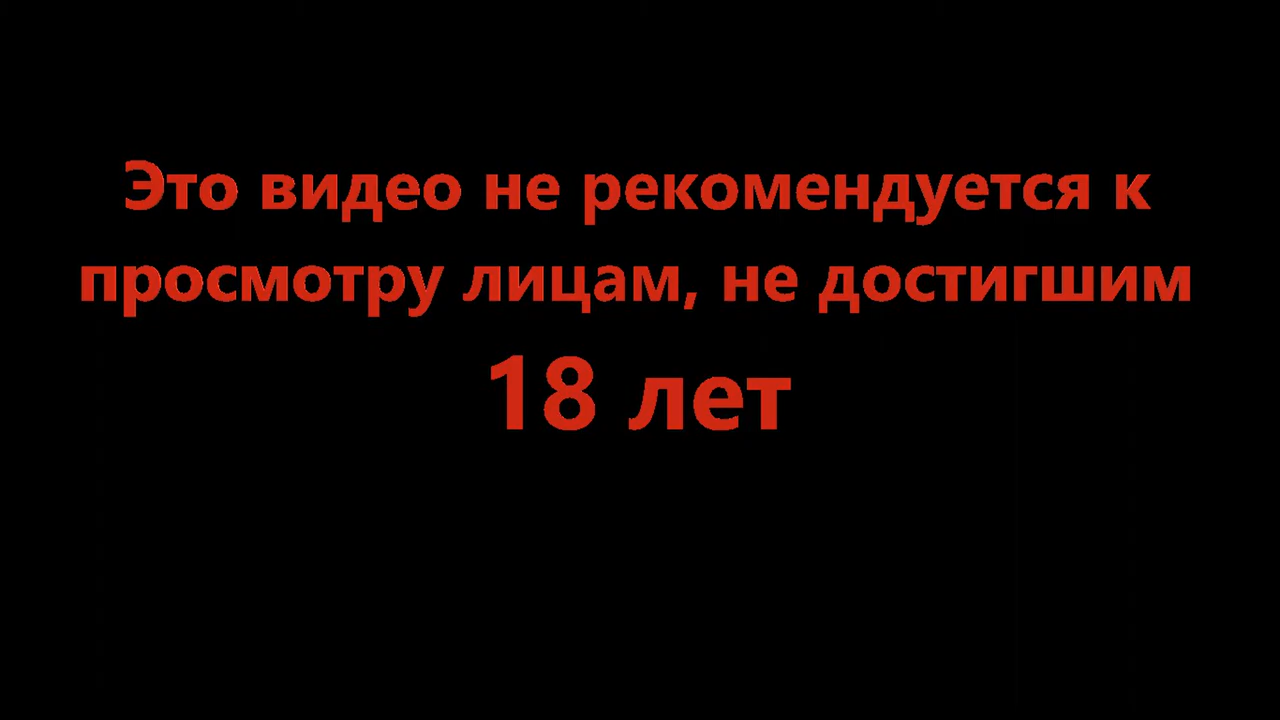 Это видео не рекомендуется к
просмотру лицам, не достигшим
18 лет